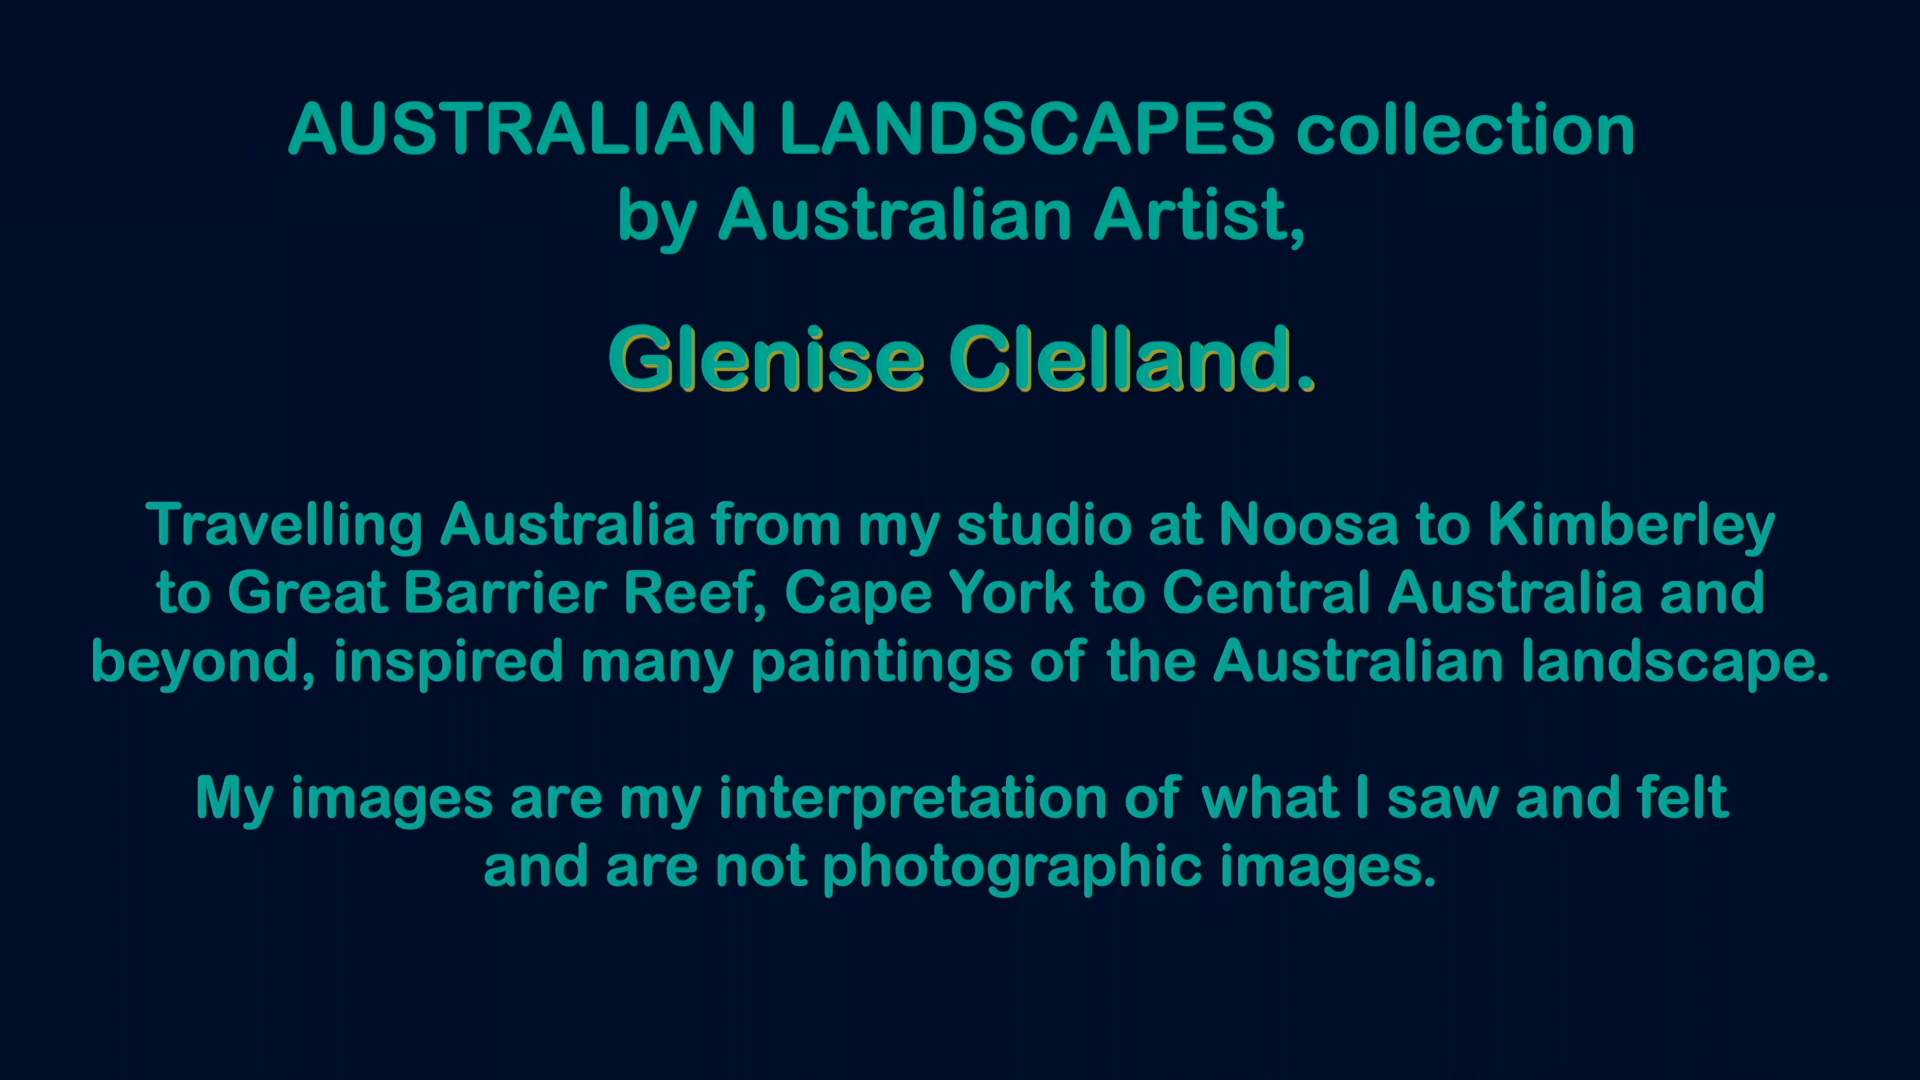 AUSTRALIAN LANDSCAPES collection
by Australian Artist,
Glenise Clelland.
Travelling Australia from my studio at Noosa to Kimberley
to Great Barrier Reef, Cape York to Central Australia and
beyond, inspired many paintings of the Australian landscape.
My images are my interpretation of what I saw and felt
and are not photographic images.